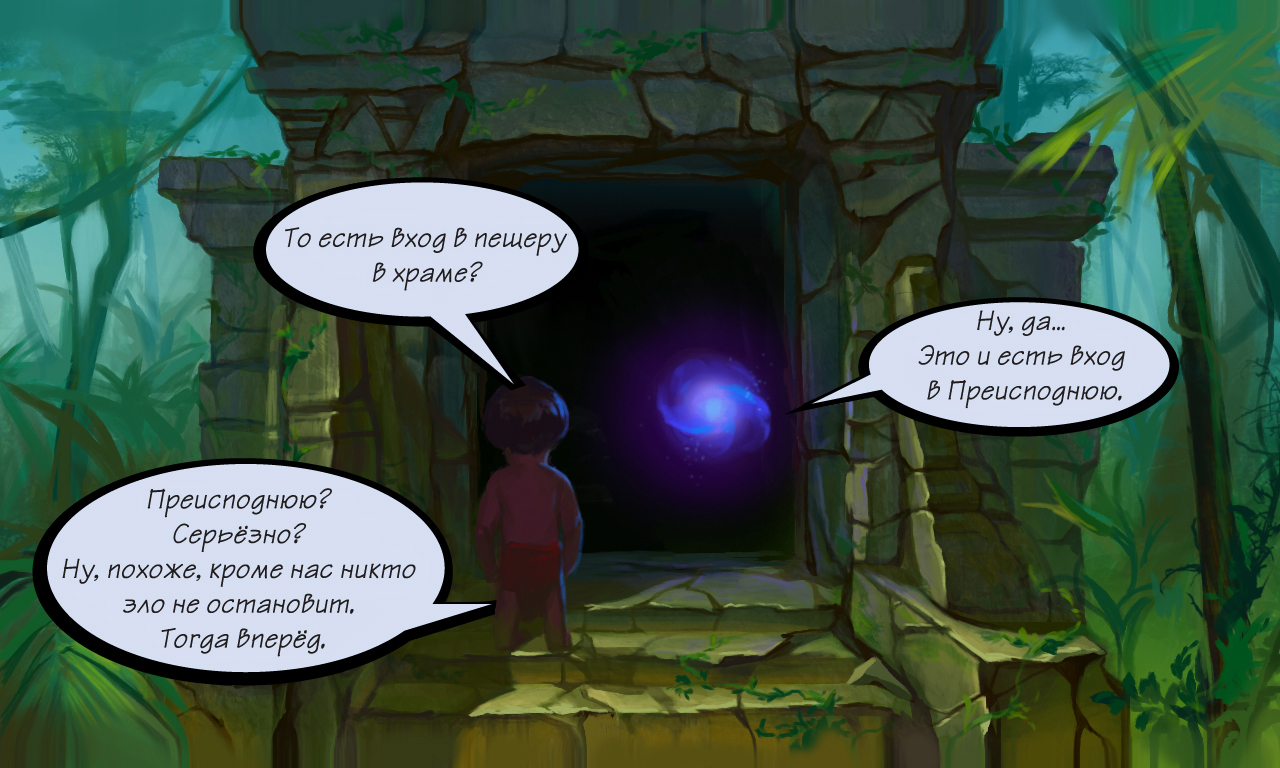 То есть вход в пещеру
в храме?
Ну, да...
Это и есть вход
в Преисподнюю.
Преисподнюю?
Серьёзно?
Ну, похоже, кроме нас никто
зло не остановит.
Тогда вперёд.